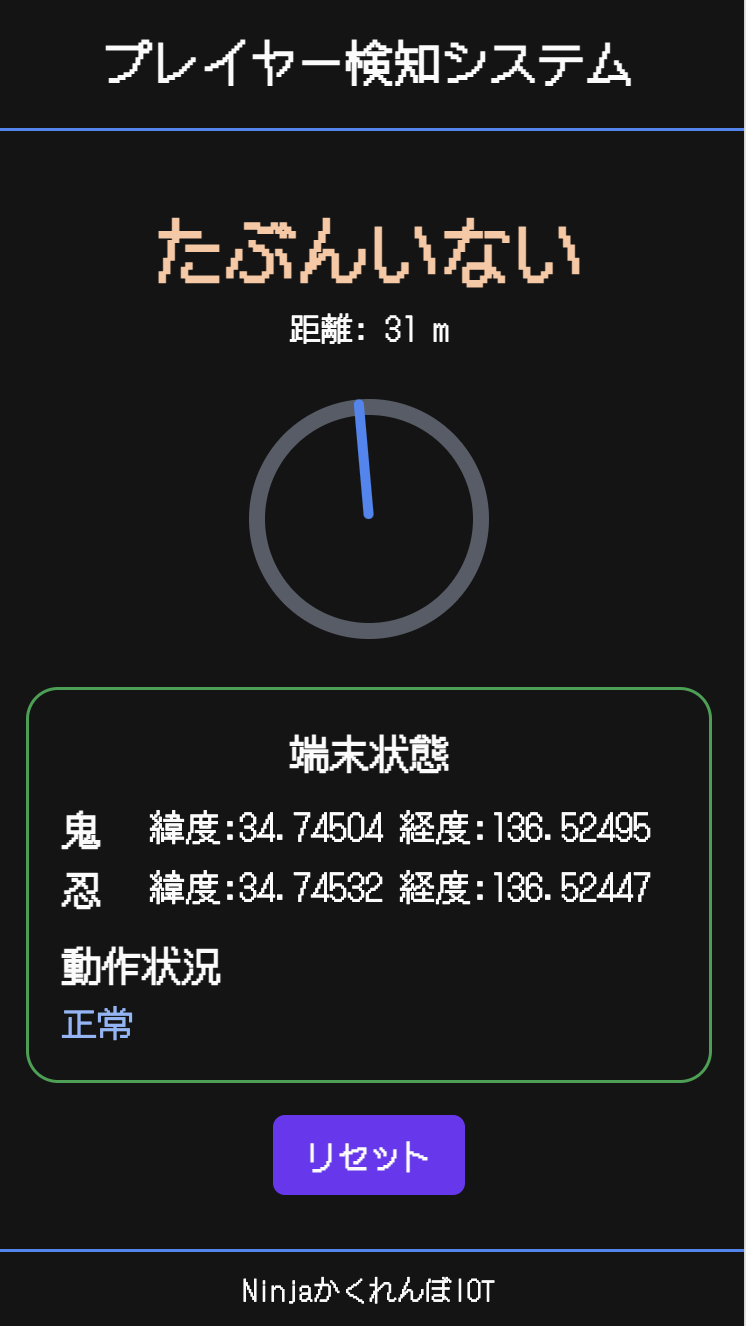 プレイヤー検知システム
たぶんいない
距離: 31 m
端末状態
鬼 緯度:34.74504 経度:136.52495
忍 緯度:34.74532 経度:136.52447
動作状況
正常
リセット
NinjaかくれんぼIOT